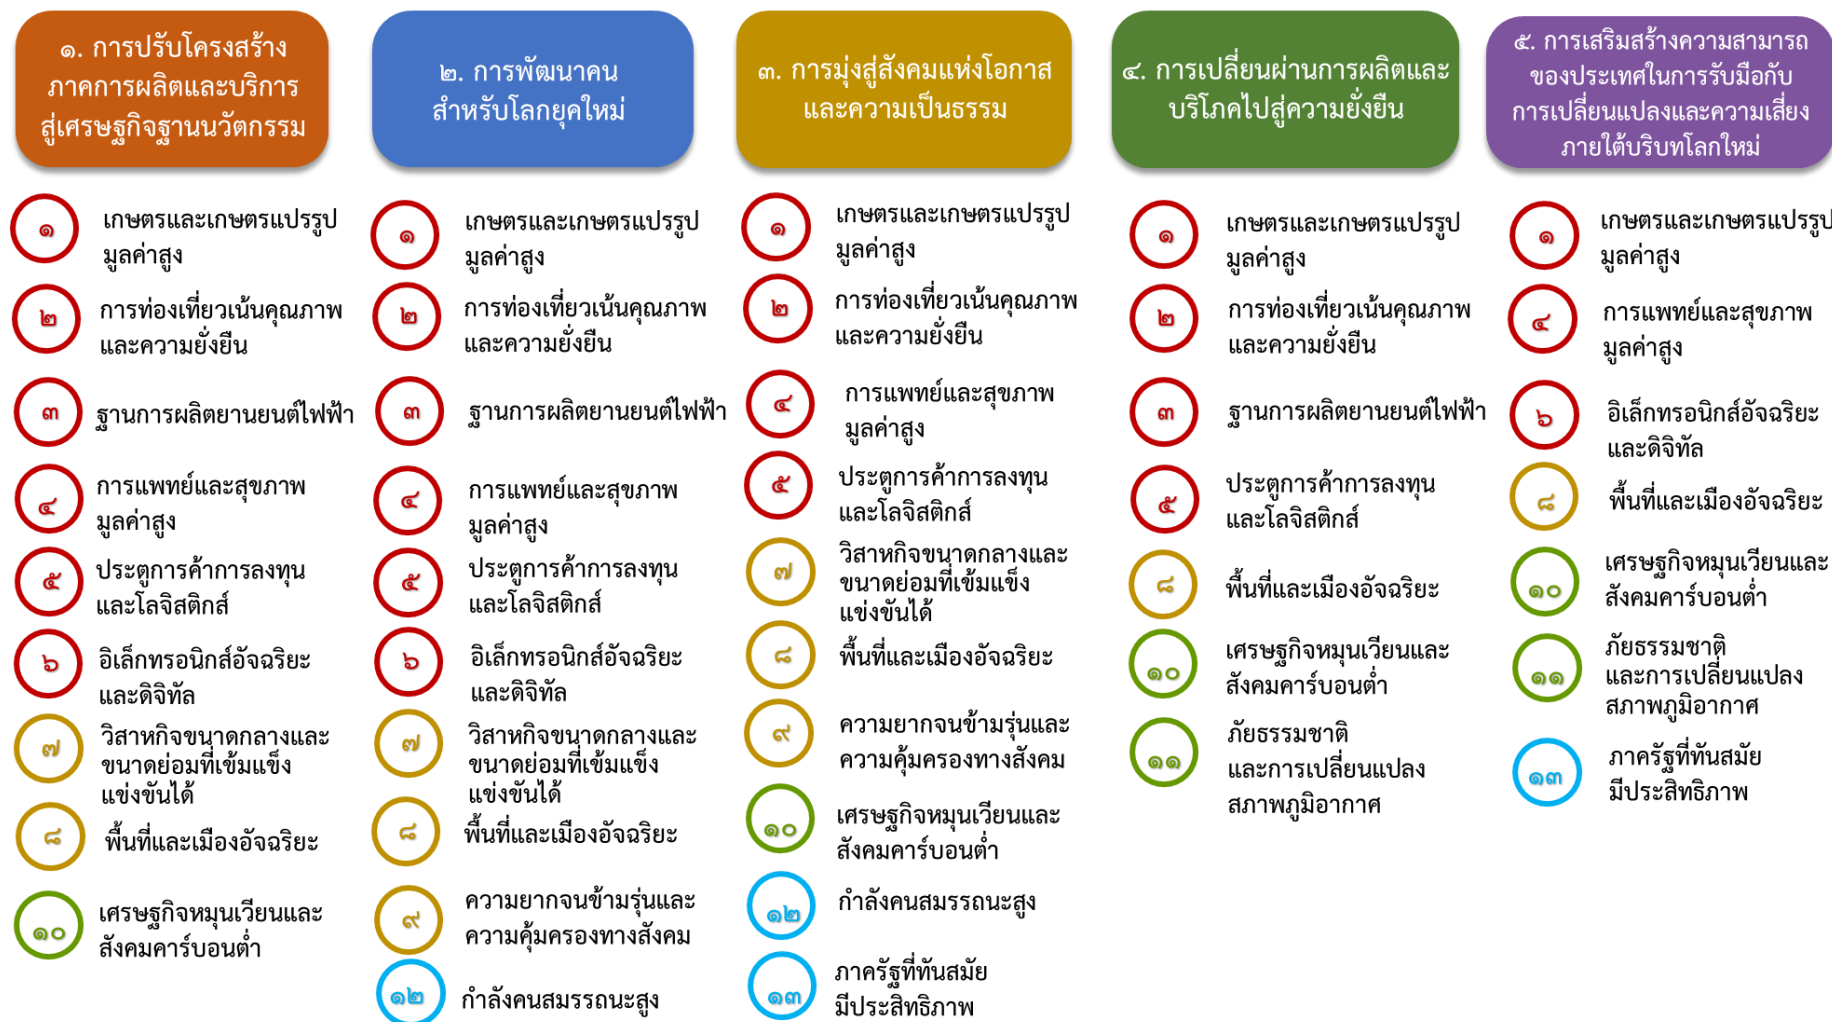 ๑. การปรับโครงสร้าง
ภาคการผลิตและบริการ
สู่เศรษฐกิจฐานนวัตกรรม
๑
เกษตรและเกษตรแปรรูป
มูลค่าสูง
๒
การท่องเที่ยวเน้นคุณภาพ
และความยั่งยืน
๓
ฐานการผลิตยานยนต์ไฟฟ้า
๔
การแพทย์และสุขภาพ
มูลค่าสูง
๕
ประตูการค้าการลงทุน
และโลจิสติกส์
๖
อิเล็กทรอนิกส์อัจฉริยะ
และดิจิทัล
๗
วิสาหกิจขนาดกลางและ
ขนาดย่อมที่เข้มแข็ง
แข่งขันได้
๘
พื้นที่และเมืองอัจฉริยะ
๑๐
เศรษฐกิจหมุนเวียนและ
สังคมคาร์บอนต่ำ
๒. การพัฒนาคน
สำหรับโลกยุคใหม่
๑
เกษตรและเกษตรแปรรูป
มูลค่าสูง
๒
การท่องเที่ยวเน้นคุณภาพ
และความยั่งยืน
๓
ฐานการผลิตยานยนต์ไฟฟ้า
๔
การแพทย์และสุขภาพ
มูลค่าสูง
๕
ประตูการค้าการลงทุน
และโลจิสติกส์
๖
อิเล็กทรอนิกส์อัจฉริยะ
และดิจิทัล
๗
วิสาหกิจขนาดกลางและ
ขนาดย่อมที่เข้มแข็ง
แข่งขันได้
๘
พื้นที่และเมืองอัจฉริยะ
๙
ความยากจนข้ามรุ่นและ
ความคุ้มครองทางสังคม
๑๒
กำลังคนสมรรถนะสูง
๓. การมุ่งสู่สังคมแห่งโอกาส
และความเป็นธรรม
๑
เกษตรและเกษตรแปรรูป
มูลค่าสูง
๒
การท่องเที่ยวเน้นคุณภาพ
และความยั่งยืน
๔
การแพทย์และสุขภาพ
มูลค่าสูง
๕
ประตูการค้าการลงทุน
และโลจิสติกส์
๗
วิสาหกิจขนาดกลางและ
ขนาดย่อมที่เข้มแข็ง
แข่งขันได้
๘
พื้นที่และเมืองอัจฉริยะ
๙
ความยากจนข้ามรุ่นและ
ความคุ้มครองทางสังคม
๑๐
เศรษฐกิจหมุนเวียนและ
สังคมคาร์บอนต่ำ
๑๒
กำลังคนสมรรถนะสูง
๑๓
ภาครัฐที่ทันสมัย
มีประสิทธิภาพ
๔. การเปลี่ยนผ่านการผลิตและ
บริโภคไปสู่ความยั่งยืน
๑
เกษตรและเกษตรแปรรูป
มูลค่าสูง
๒
การท่องเที่ยวเน้นคุณภาพ
และความยั่งยืน
๓
ฐานการผลิตยานยนต์ไฟฟ้า
๕
ประตูการค้าการลงทุน
และโลจิสติกส์
๘
พื้นที่และเมืองอัจฉริยะ
๑๐
เศรษฐกิจหมุนเวียนและ
สังคมคาร์บอนต่ำ
๑๑
ภัยธรรมชาติ
และการเปลี่ยนแปลง
สภาพภูมิอากาศ
๕. การเสริมสร้างความสามารถ
ของประเทศในการรับมือกับ
การเปลี่ยนแปลงและความเสี่ยง
ภายใต้บริบทโลกใหม่
๑
เกษตรและเกษตรแปรรูป
มูลค่าสูง
๔
การแพทย์และสุขภาพ
มูลค่าสูง
๖
อิเล็กทรอนิกส์อัจฉริยะ
และดิจิทัล
๘
พื้นที่และเมืองอัจฉริยะ
๑๐
เศรษฐกิจหมุนเวียนและ
สังคมคาร์บอนต่ำ
๑๑
ภัยธรรมชาติ
และการเปลี่ยนแปลง
สภาพภูมิอากาศ
๑๓
ภาครัฐที่ทันสมัย
มีประสิทธิภาพ